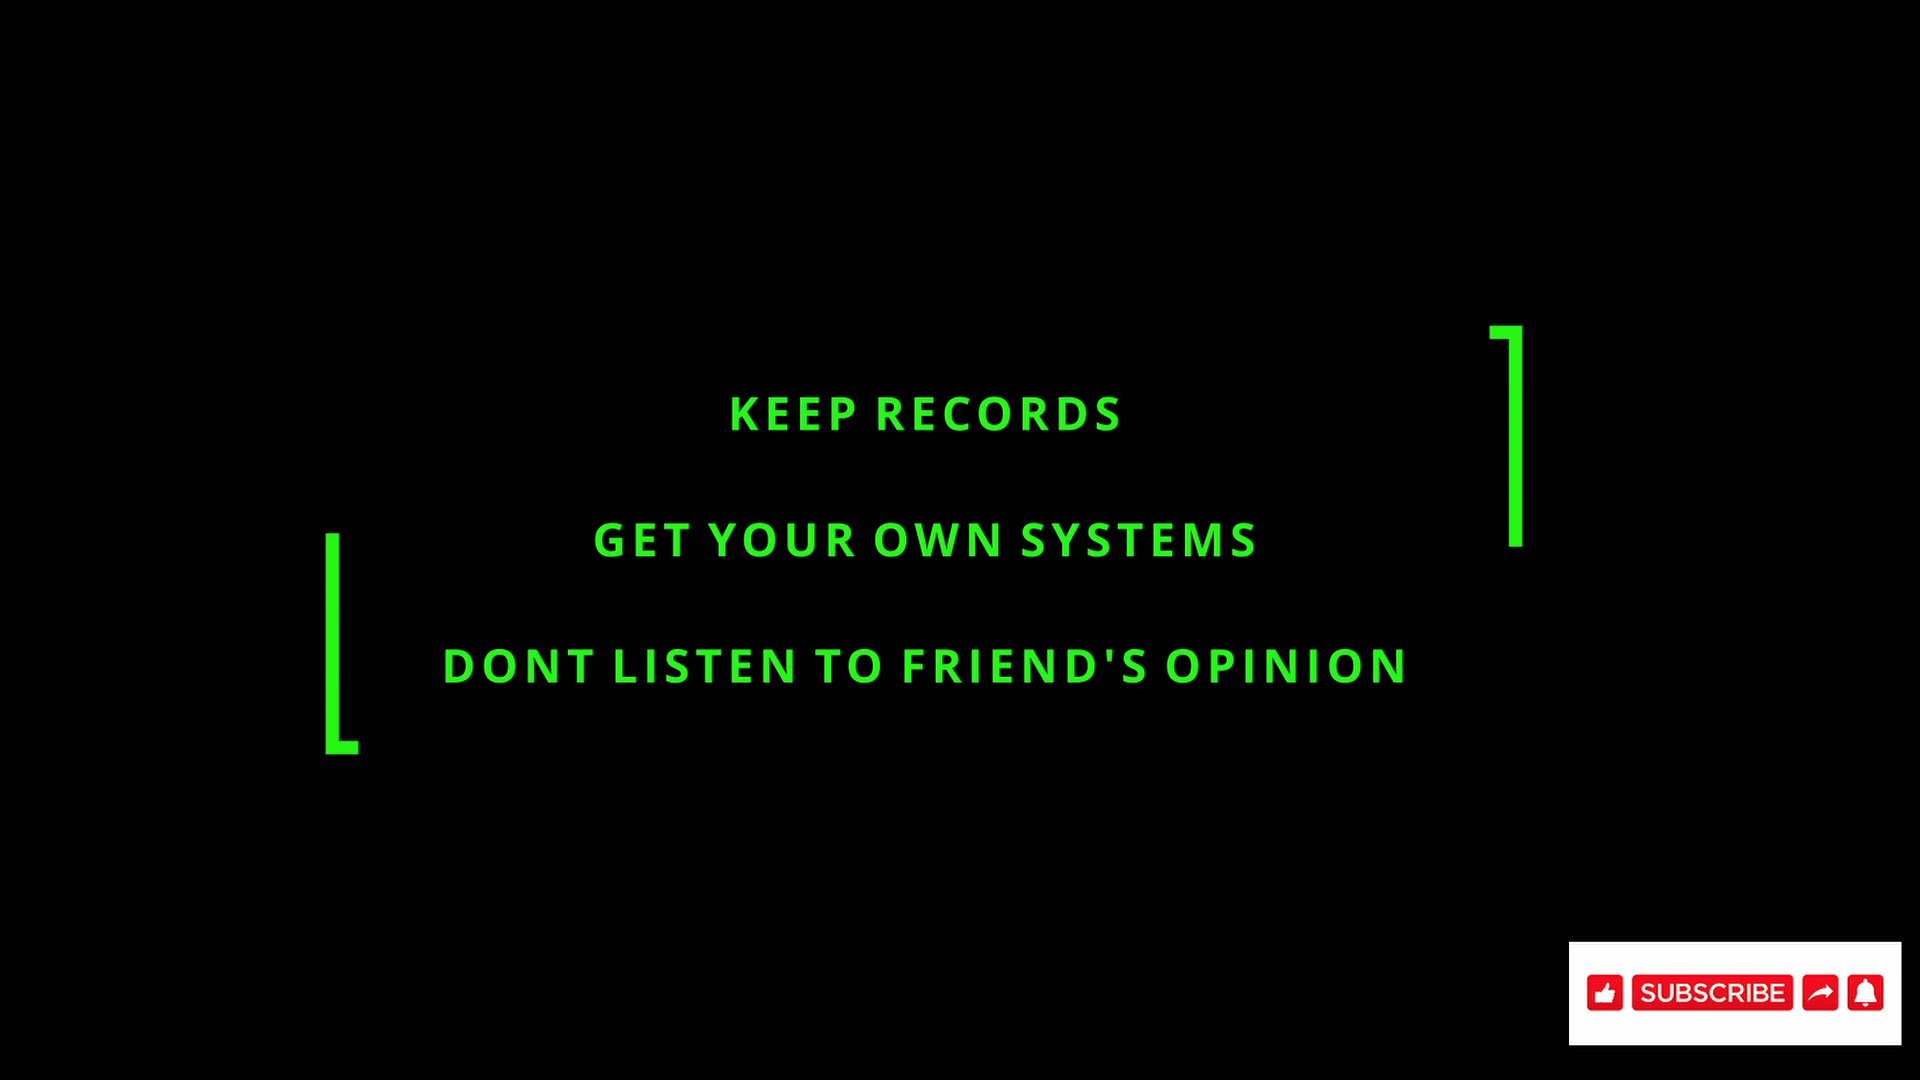 KEEP RECORDS
GET YOUR OWN SYSTEMS
DONT LISTEN TO FRIEND'S OPINION
SUBSCRIBE